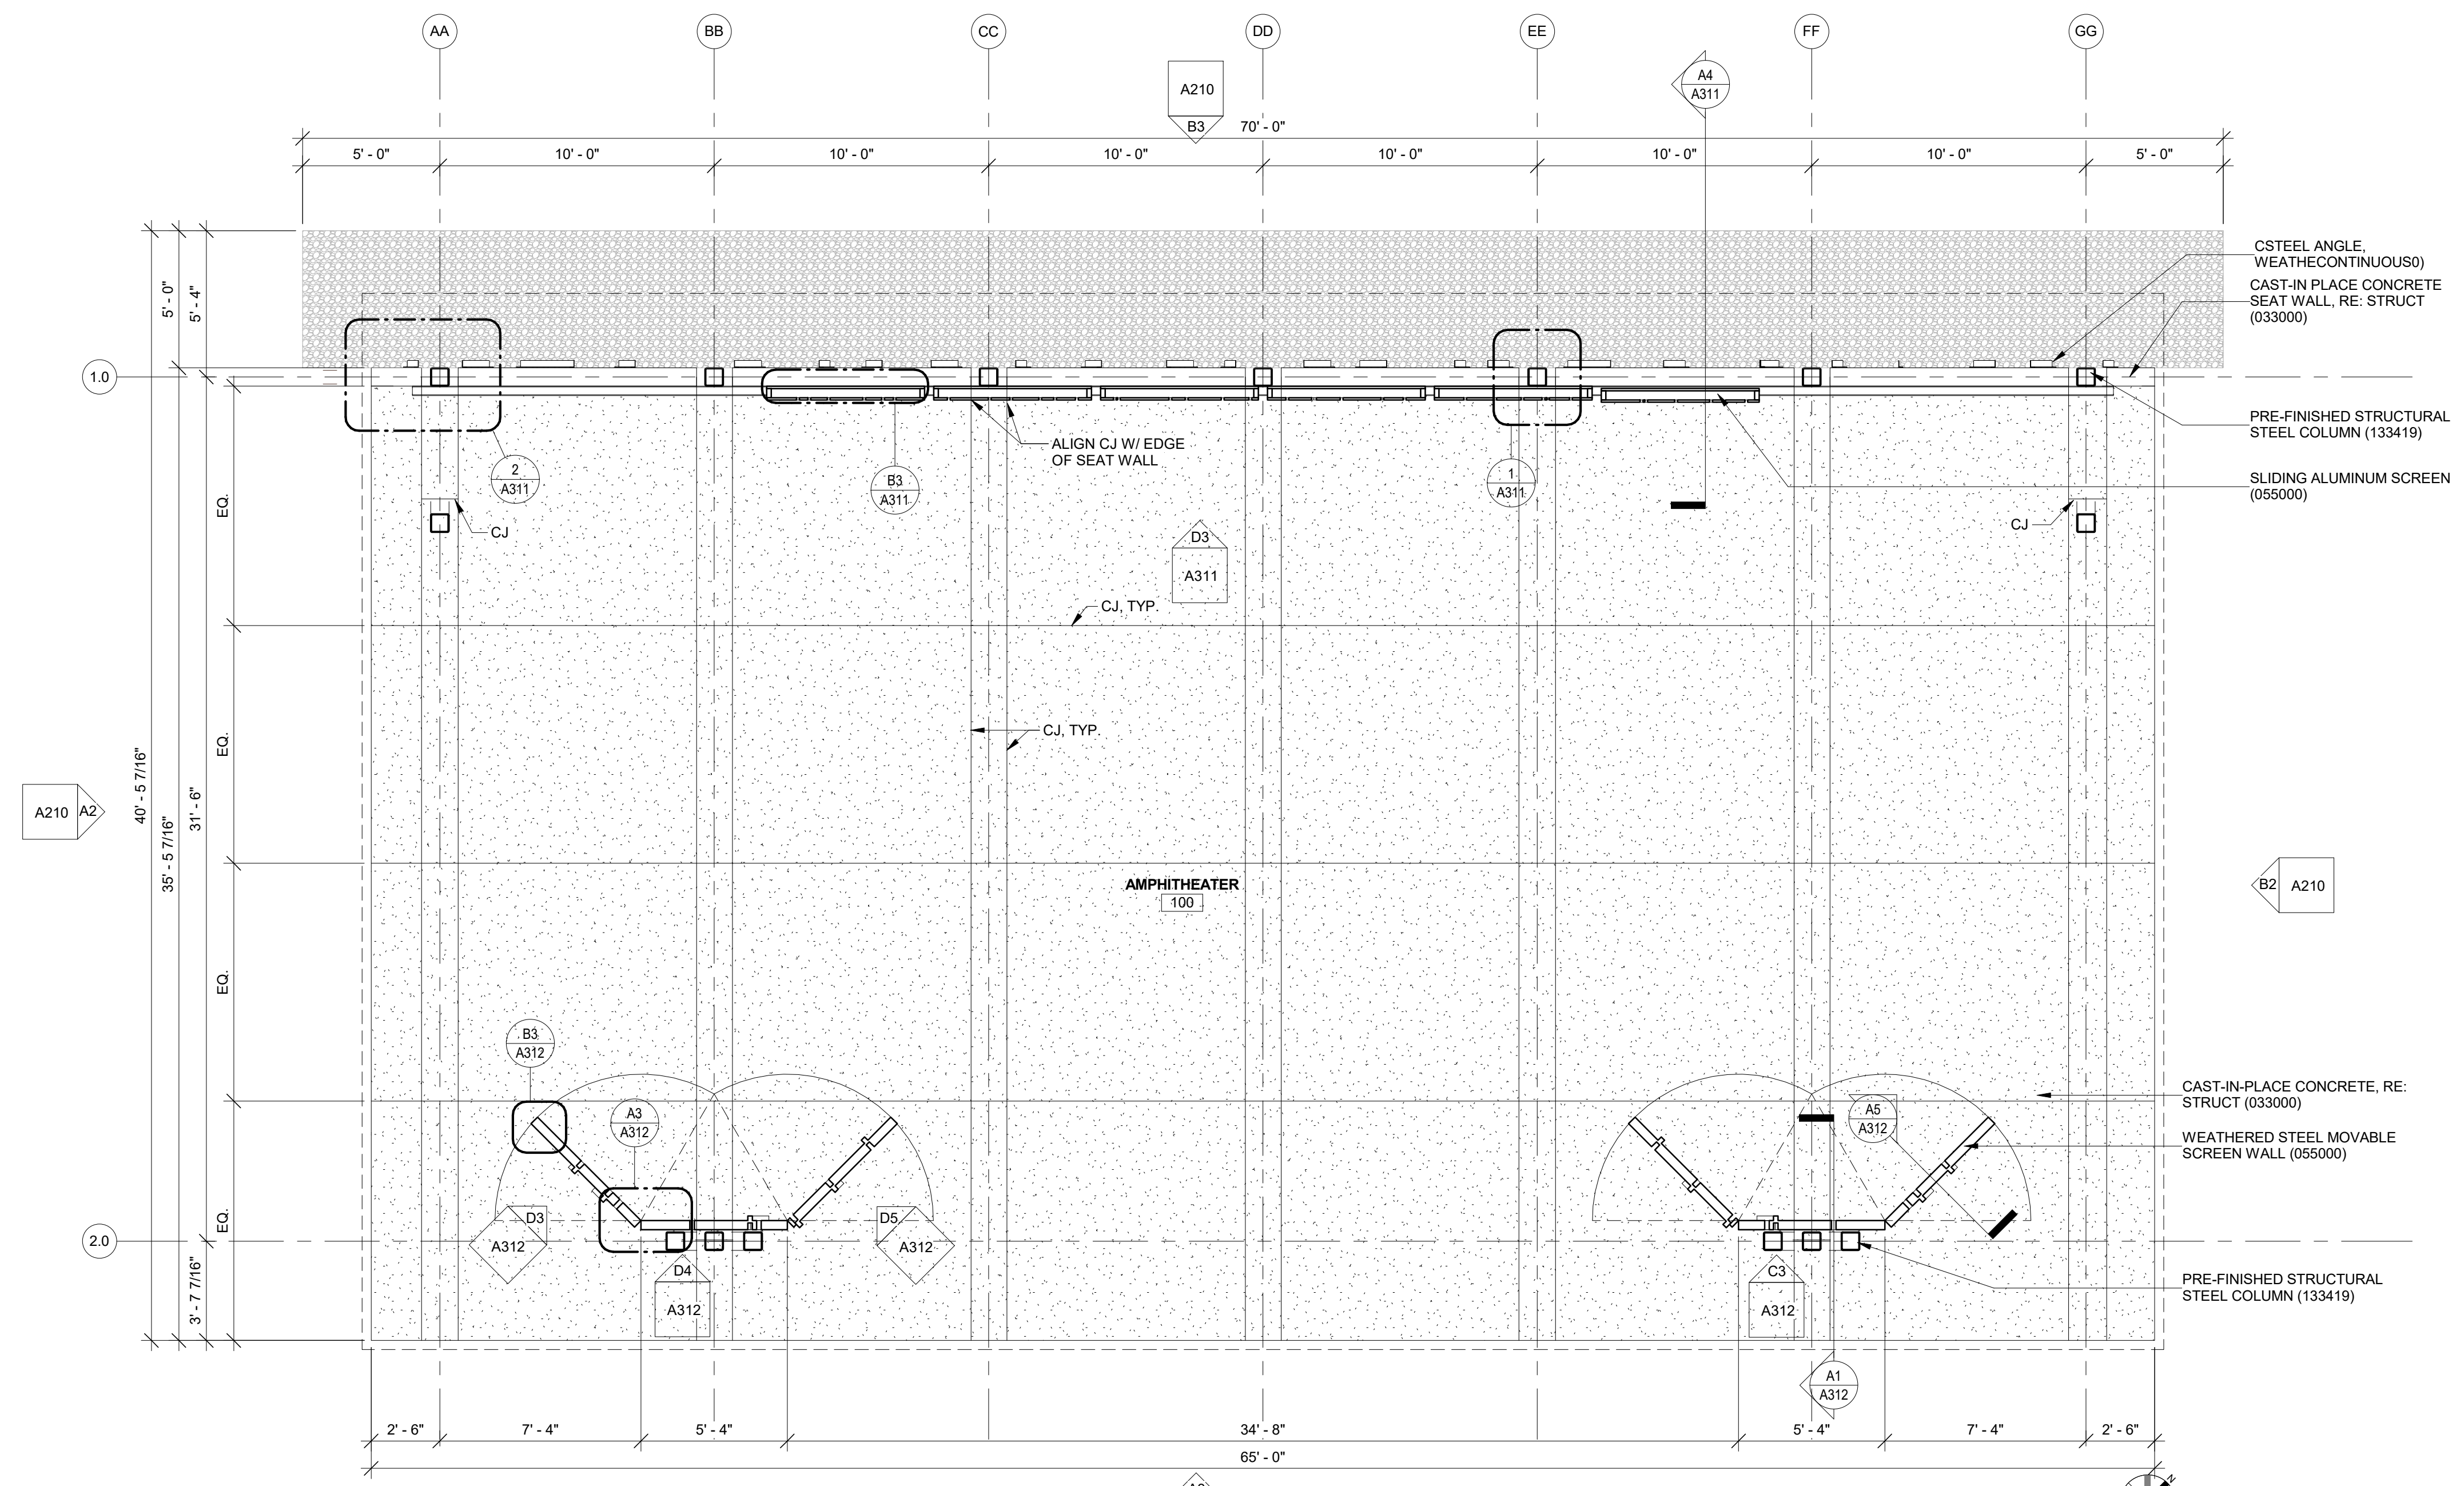 AA BB CC DD EE FF GG
A4
A311
A210
B3
70' - 0"
5' - 0" 10' - 0" 10' - 0" 10' - 0" 10' - 0" 10' - 0" 10' - 0" 5' - 0"
5' - 0"
5' - 4"
CSTEEL ANGLE,
WEATHECONTINUOUS0)
CAST-IN PLACE CONCRETE
SEAT WALL, RE: STRUCT
(033000)
1.0
PRE-FINISHED STRUCTURAL
STEEL COLUMN (133419)
ALIGN CJ W/ EDGE
OF SEAT WALL
2
A311
B3
A311
1
A311
SLIDING ALUMINUM SCREEN
(055000)
EQ.
CJ
CJ
D3
A311
CJ, TYP.
CJ, TYP.
EQ.
40' - 5 7/16"
35' - 5 7/16"
31' - 6"
A210 A2
AMPHITHEATER
100
B2 A210
EQ.
B3
A312
A3
A312
A5
A312
CAST-IN-PLACE CONCRETE, RE:
STRUCT (033000)
WEATHERED STEEL MOVABLE
SCREEN WALL (055000)
EQ.
2.0
D3
A312
D5
A312
D4
A312
C3
A312
3' - 7 7/16"
PRE-FINISHED STRUCTURAL
STEEL COLUMN (133419)
A1
A312
2' - 6" 7' - 4" 5' - 4" 34' - 8" 5' - 4" 7' - 4" 2' - 6"
65' - 0"
N